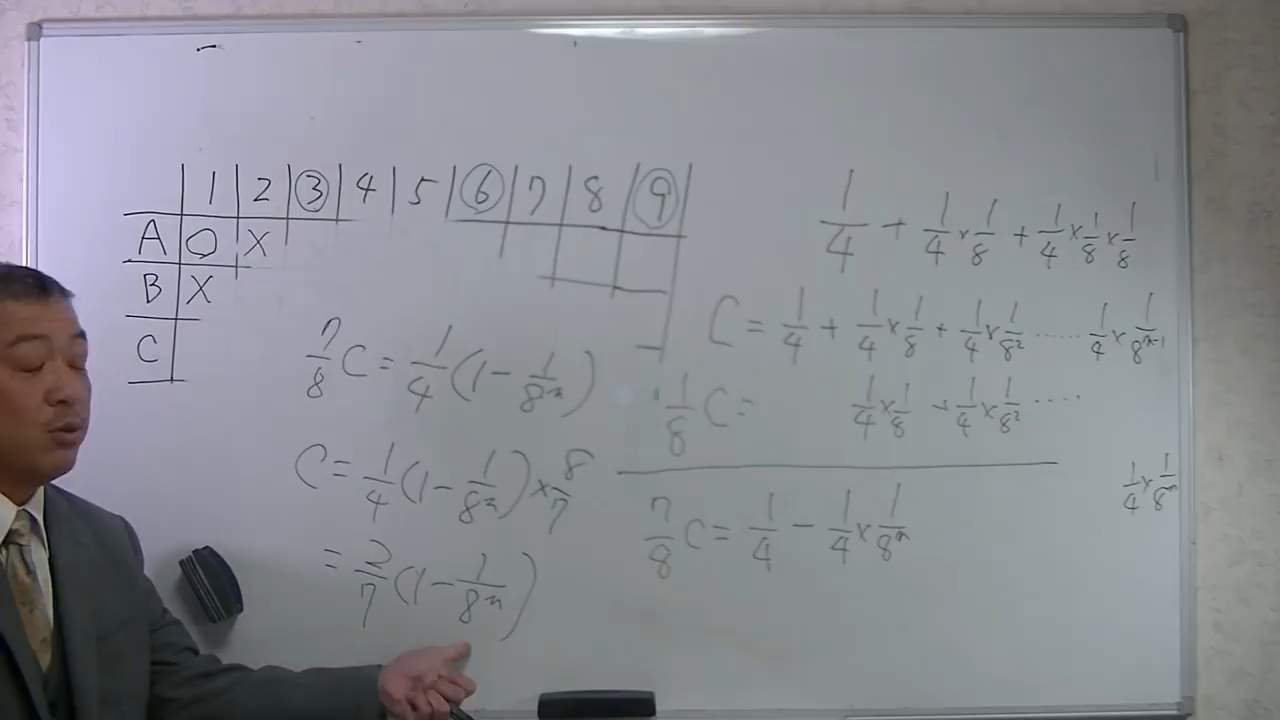 1 2 ③ 4 5 ⑥ 7 8 ⑨
A O X
B X
C
1/4 + 1/4 × 1/8 + 1/4 × 1/8 × 1/8
C = 1/4 + 1/4 × 1/8 + 1/4 × 1/8² ..... 1/4 × 1/8ⁿ⁻¹
1/8 C = 1/4 × 1/8 + 1/4 × 1/8² .... 1/4 × 1/8ⁿ
7/8 C = 1/4 - 1/4 × 1/8ⁿ
7/8 C = 1/4 (1 - 1/8ⁿ)
C = 1/4 (1 - 1/8ⁿ) × 8/7
= 2/7 (1 - 1/8ⁿ)